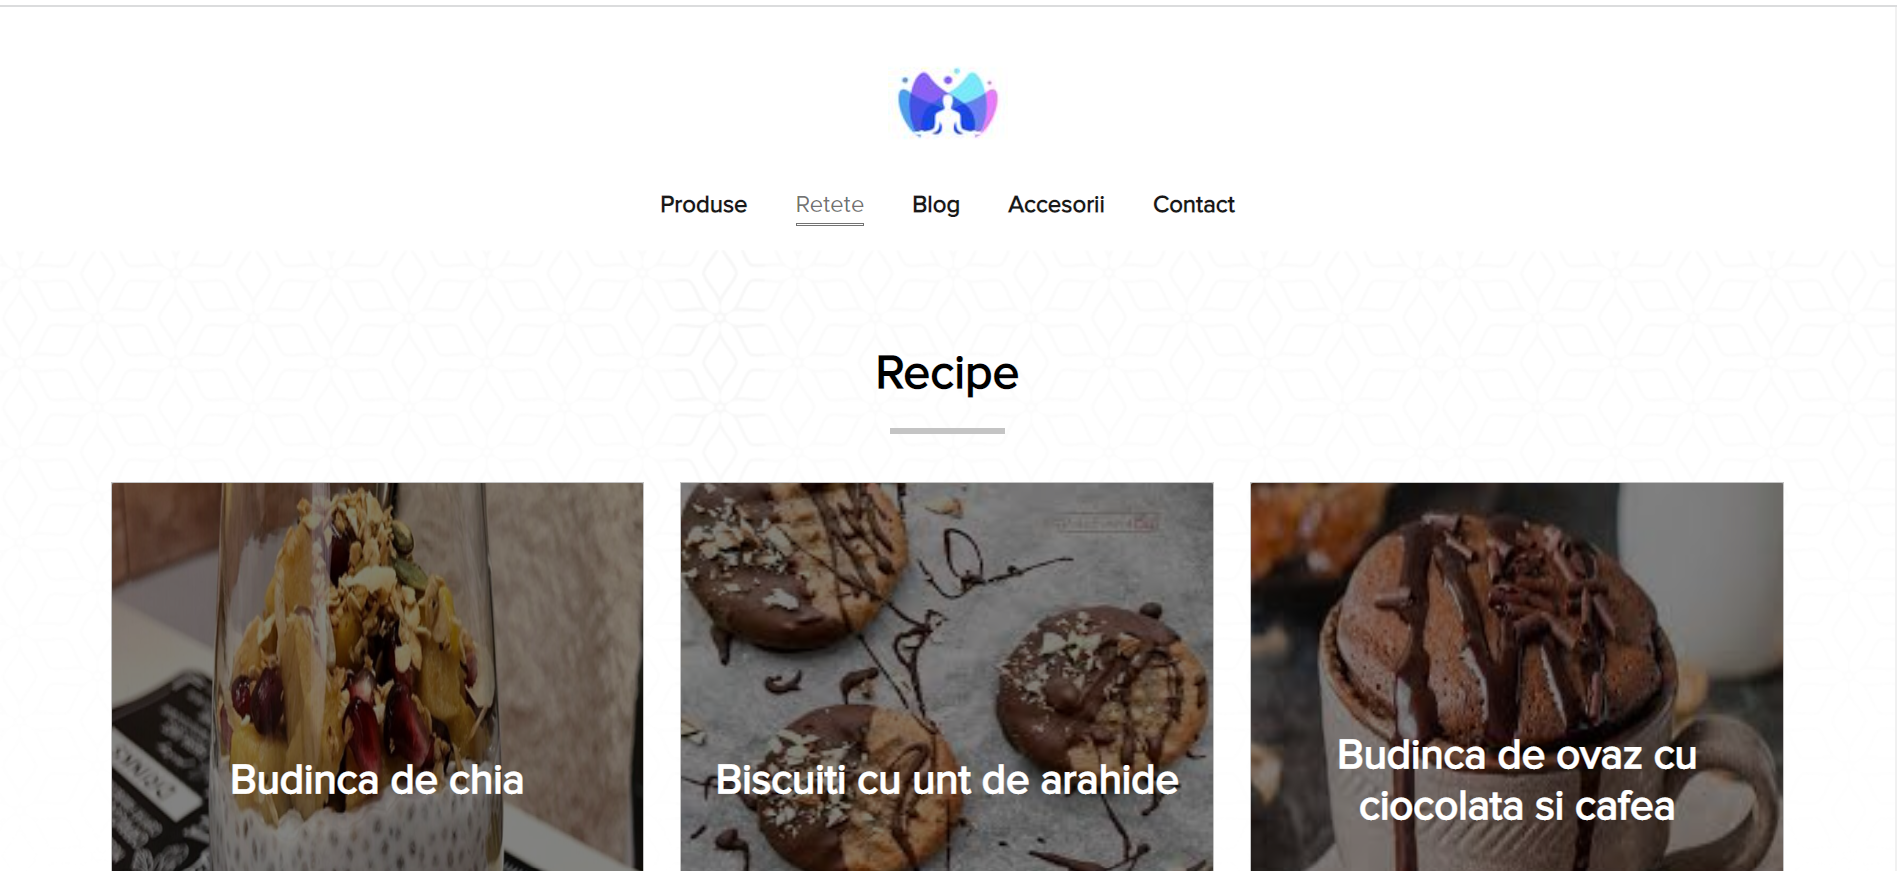 Produse Retete Blog Accesorii Contact
Recipe
Budinca de chia
Biscuiti cu unt de arahide
Budinca de ovaz cu
ciocolata si cafea